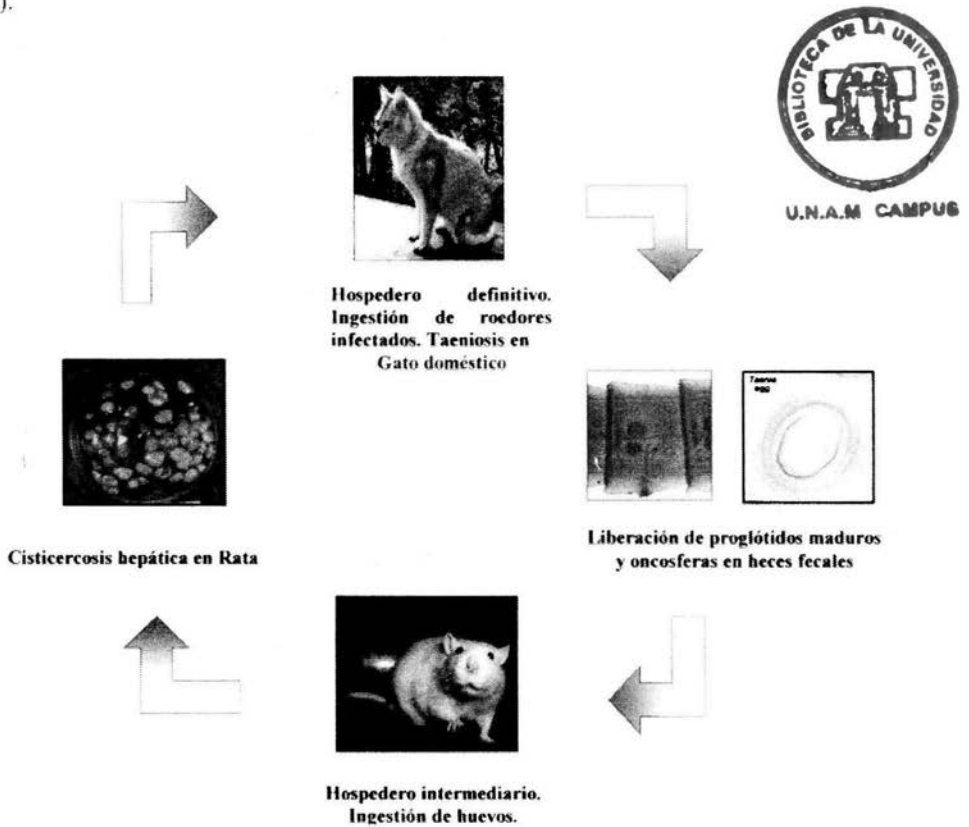 ).
BIBLIOTECA DE LA UNIVERSIDAD
U.N.A.M CAMPUS
Hospedero definitivo.
Ingestión de roedores
infectados. Taeniosis en
Gato doméstico
Taenia
egg
Cisticercosis hepática en Rata
Liberación de proglótidos maduros
y oncosferas en heces fecales
Hospedero intermediario.
Ingestión de huevos.